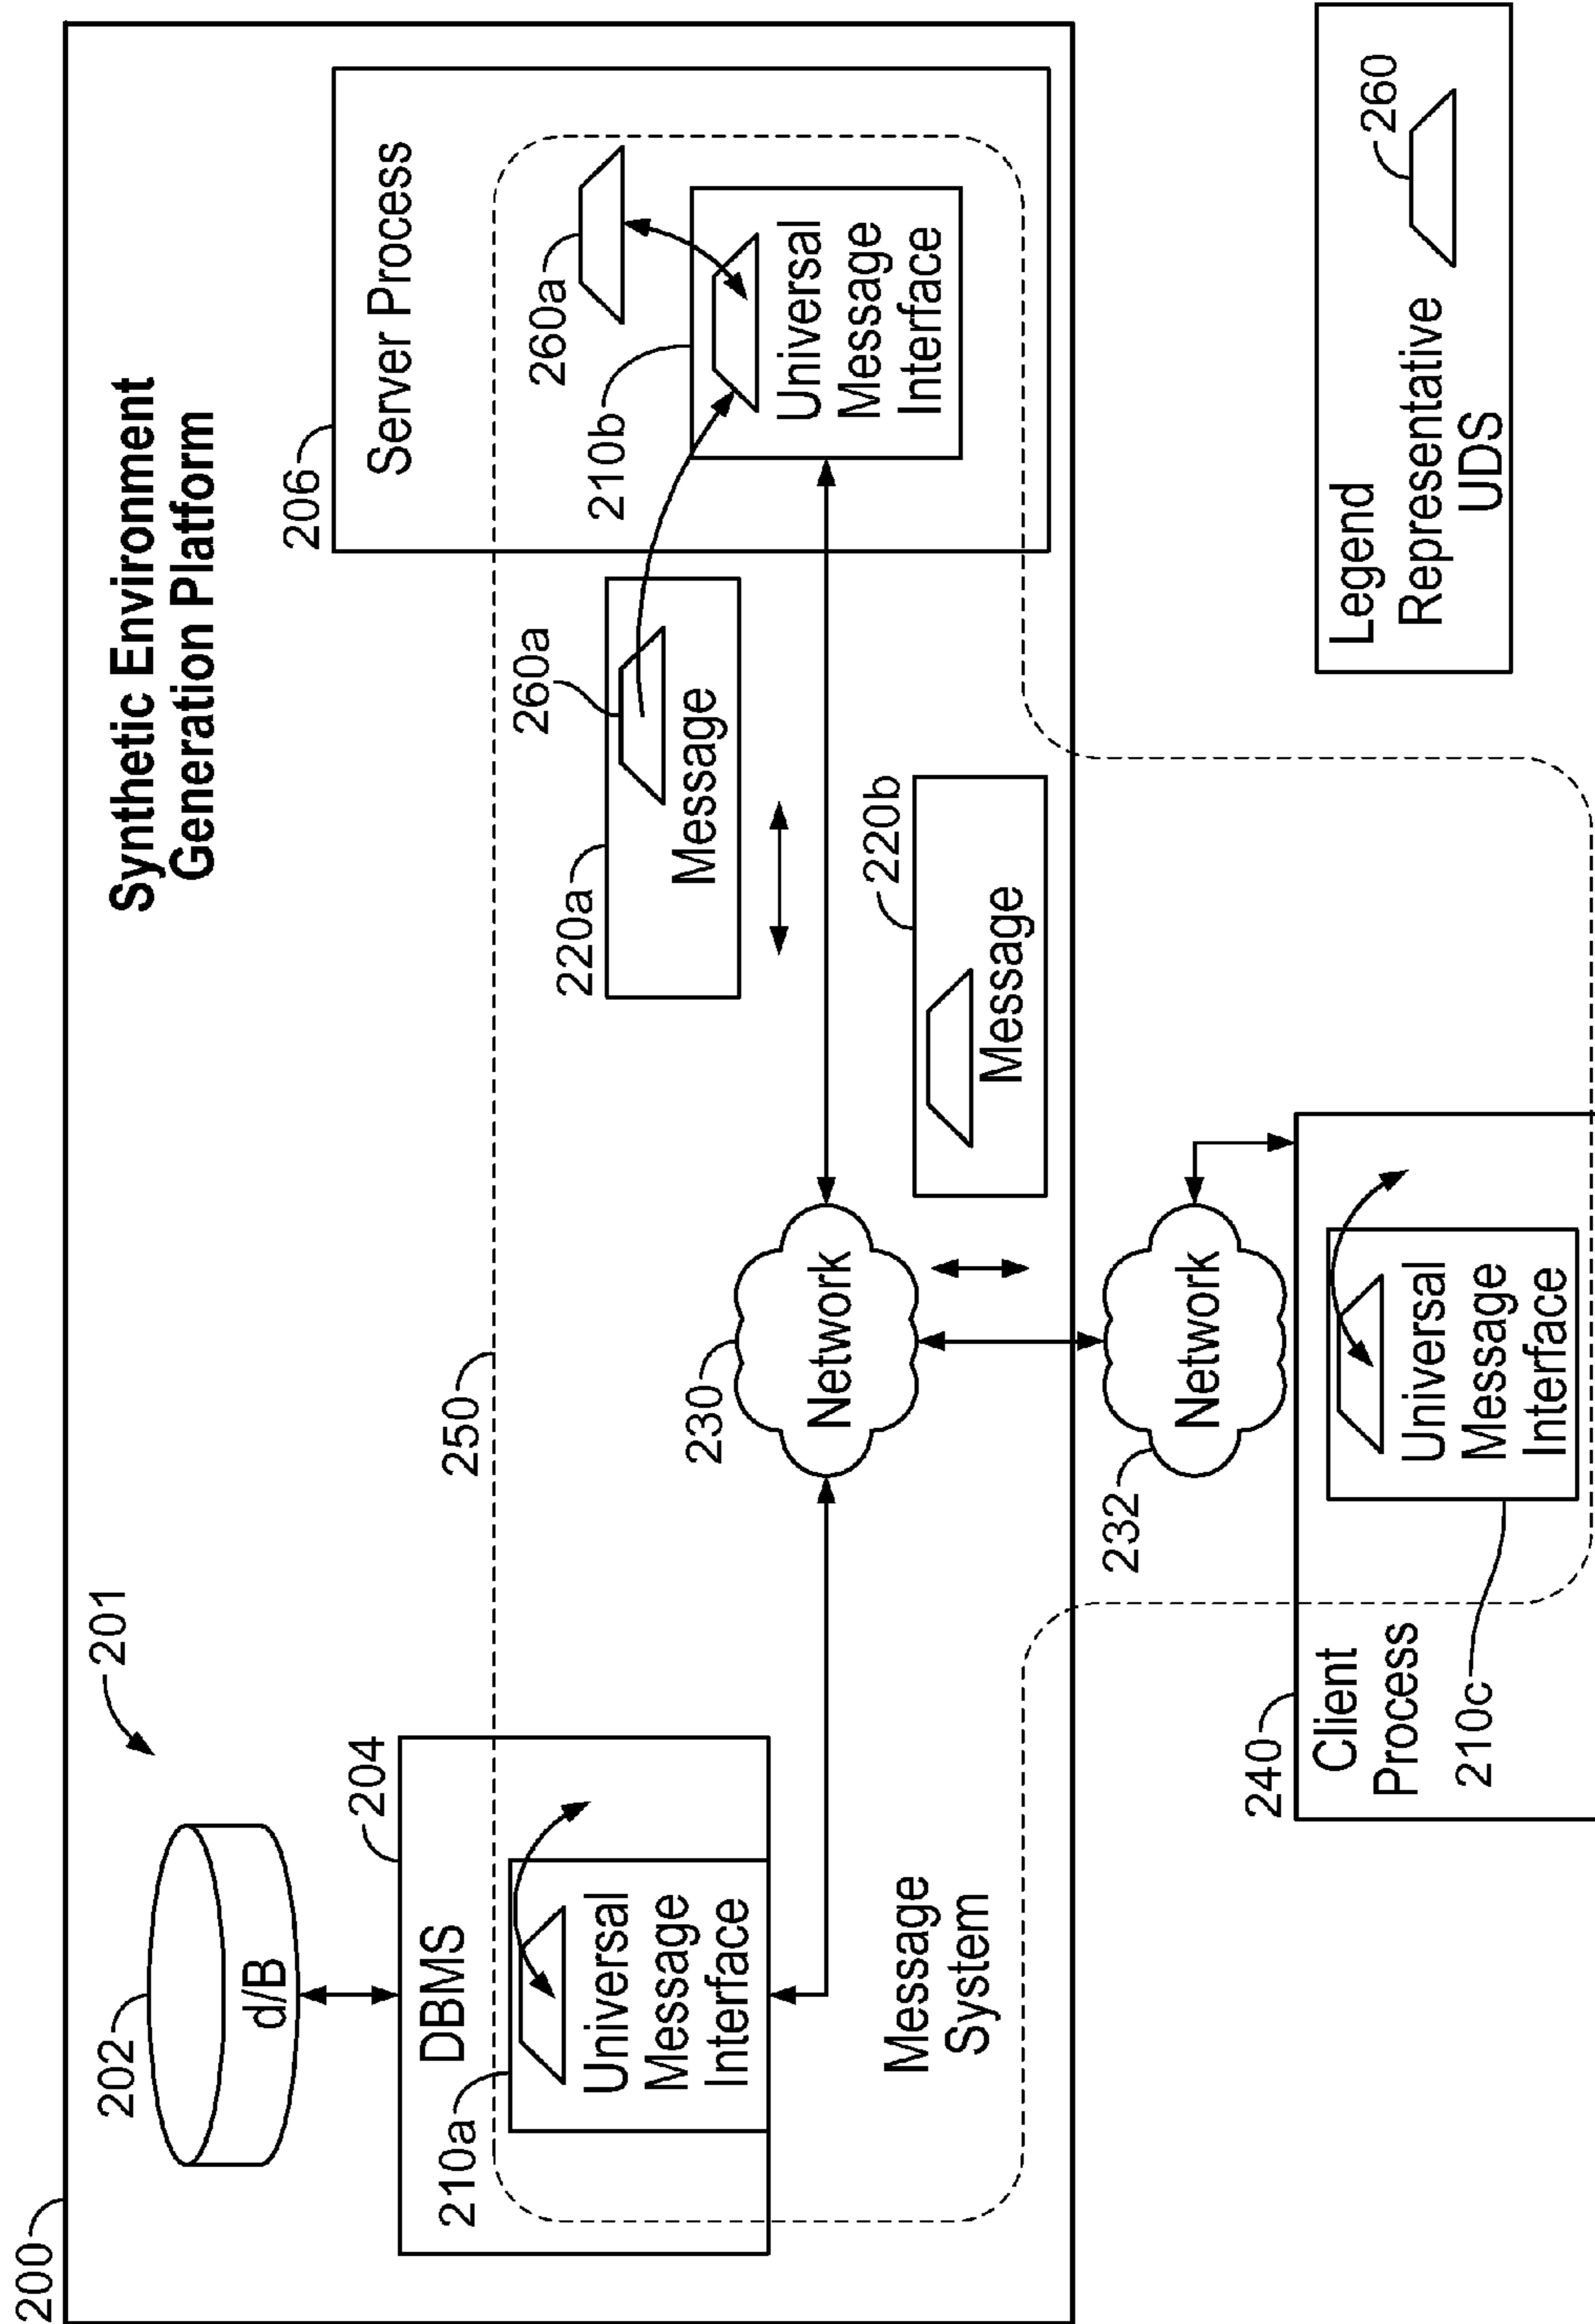 200
Synthetic Environment
Generation Platform
201
202
d/B
204
DBMS
210a
Universal
Message
Interface
206
Server Process
260a
210b
Universal
Message
Interface
250
220a
260a
Message
230
Network
220b
Message
Message
System
232
Network
240
Client
Process
210c
Universal
Message
Interface
Legend
Representative
UDS
260